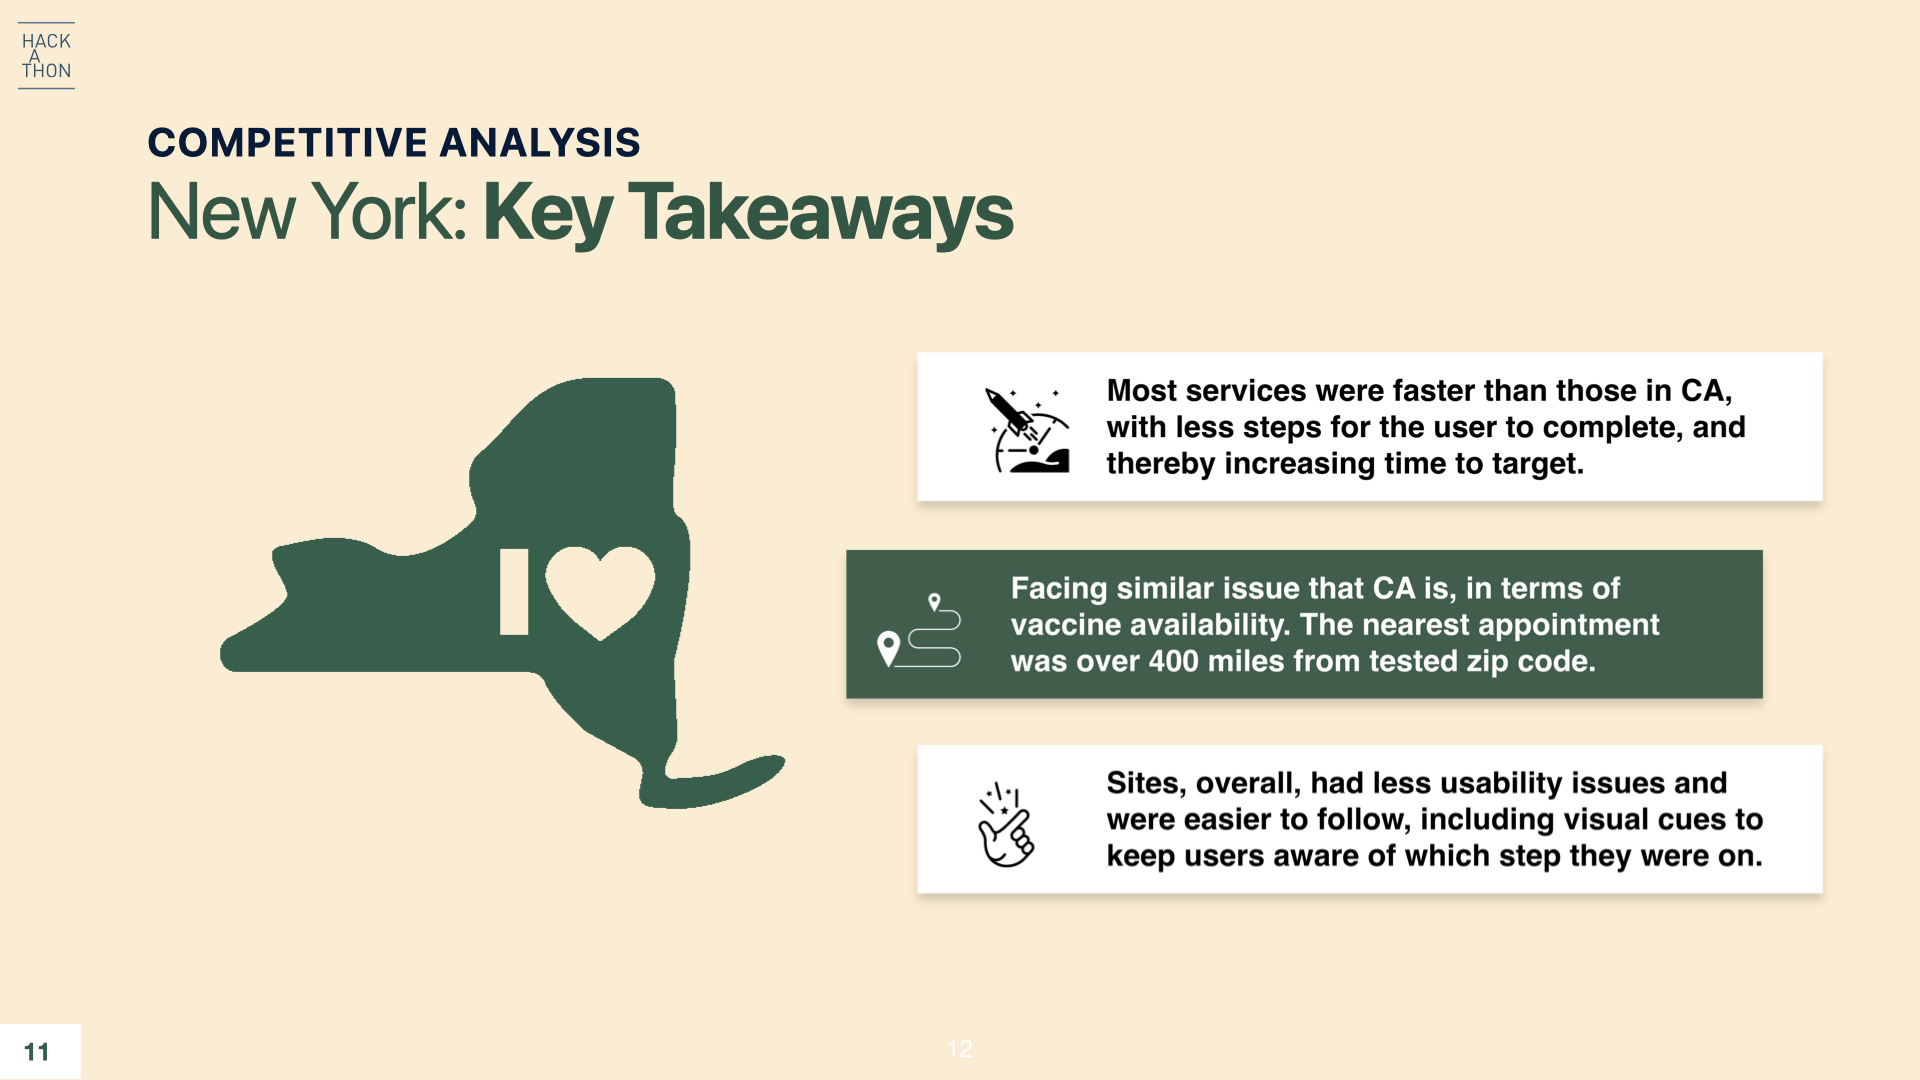 HACK
A
THON
COMPETITIVE ANALYSIS
New York: Key Takeaways
I
Most services were faster than those in CA,
with less steps for the user to complete, and
thereby increasing time to target.
Facing similar issue that CA is, in terms of
vaccine availability. The nearest appointment
was over 400 miles from tested zip code.
Sites, overall, had less usability issues and
were easier to follow, including visual cues to
keep users aware of which step they were on.
11
12